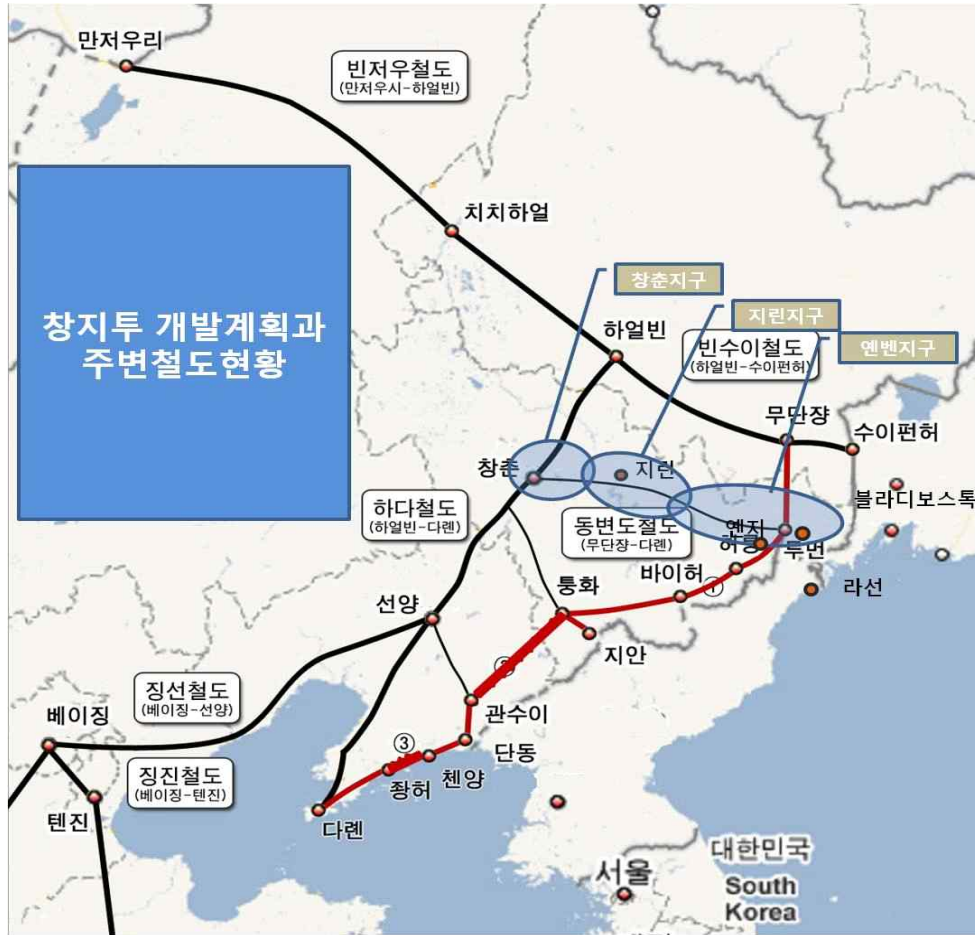 만저우리
빈저우철도
(만저우시-하얼빈)
치치하얼
창지투 개발계획과
주변철도현황
창춘지구
지린지구
옌벤지구
하얼빈
빈수이철도
(하얼빈-수이펀허)
무단쟝
수이펀허
창춘
지린
블라디보스톡
하다철도
(하얼빈-다롄)
동변도철도
(무단쟝-다롄)
옌지
허룽
투먼
바이허
①
라선
퉁화
선양
지안
징선철도
(베이징-선양)
베이징
관수이
③
단동
징진철도
(베이징-텐진)
좡허
첸양
텐진
다롄
대한민국
서울
South
Korea